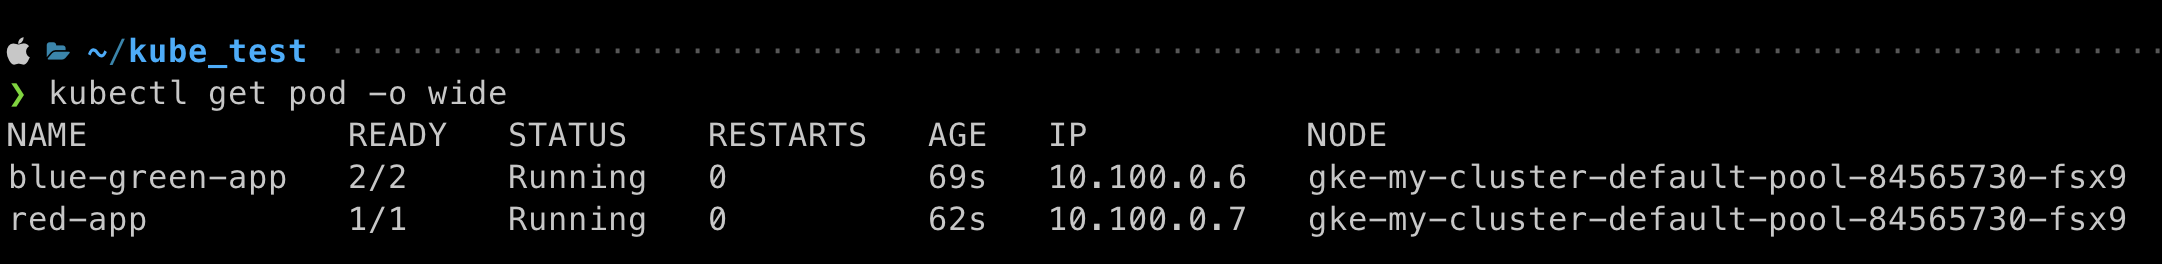 ~/kube_test
❯ kubectl get pod -o wide
NAME READY STATUS RESTARTS AGE IP NODE
blue-green-app 2/2 Running 0 69s 10.100.0.6 gke-my-cluster-default-pool-84565730-fsx9
red-app 1/1 Running 0 62s 10.100.0.7 gke-my-cluster-default-pool-84565730-fsx9